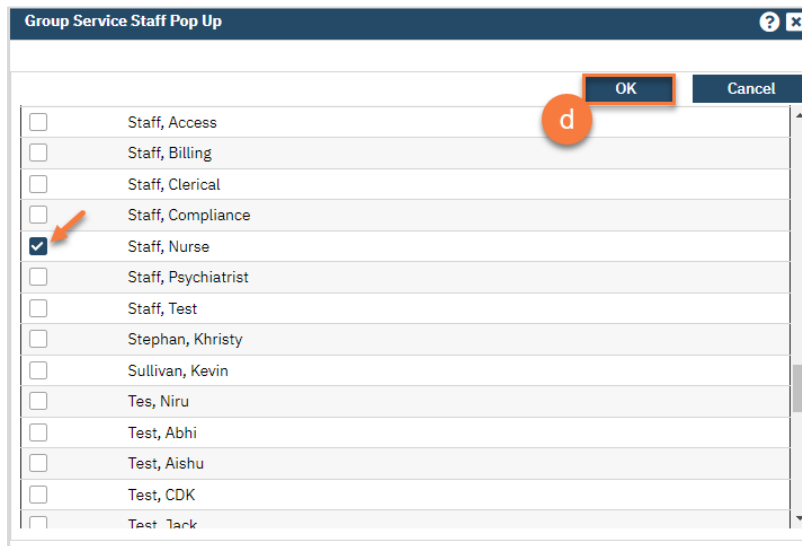 Group Service Staff Pop Up
OK
Cancel
d
Staff, Access
Staff, Billing
Staff, Clerical
Staff, Compliance
Staff, Nurse
Staff, Psychiatrist
Staff, Test
Stephan, Khristy
Sullivan, Kevin
Tes, Niru
Test, Abhi
Test, Aishu
Test, CDK
Test, Jack